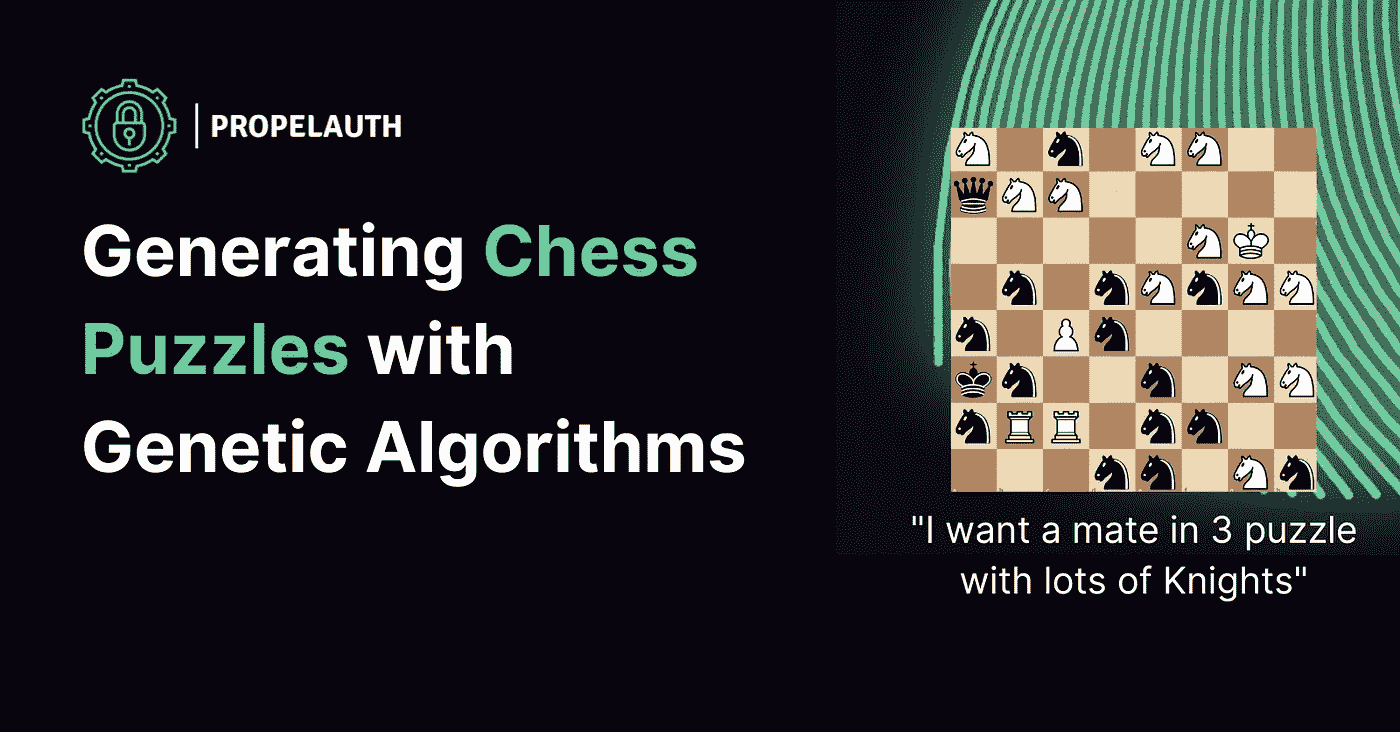 PROPELAUTH
Generating Chess
Puzzles with
Genetic Algorithms
"I want a mate in 3 puzzle
with lots of Knights"